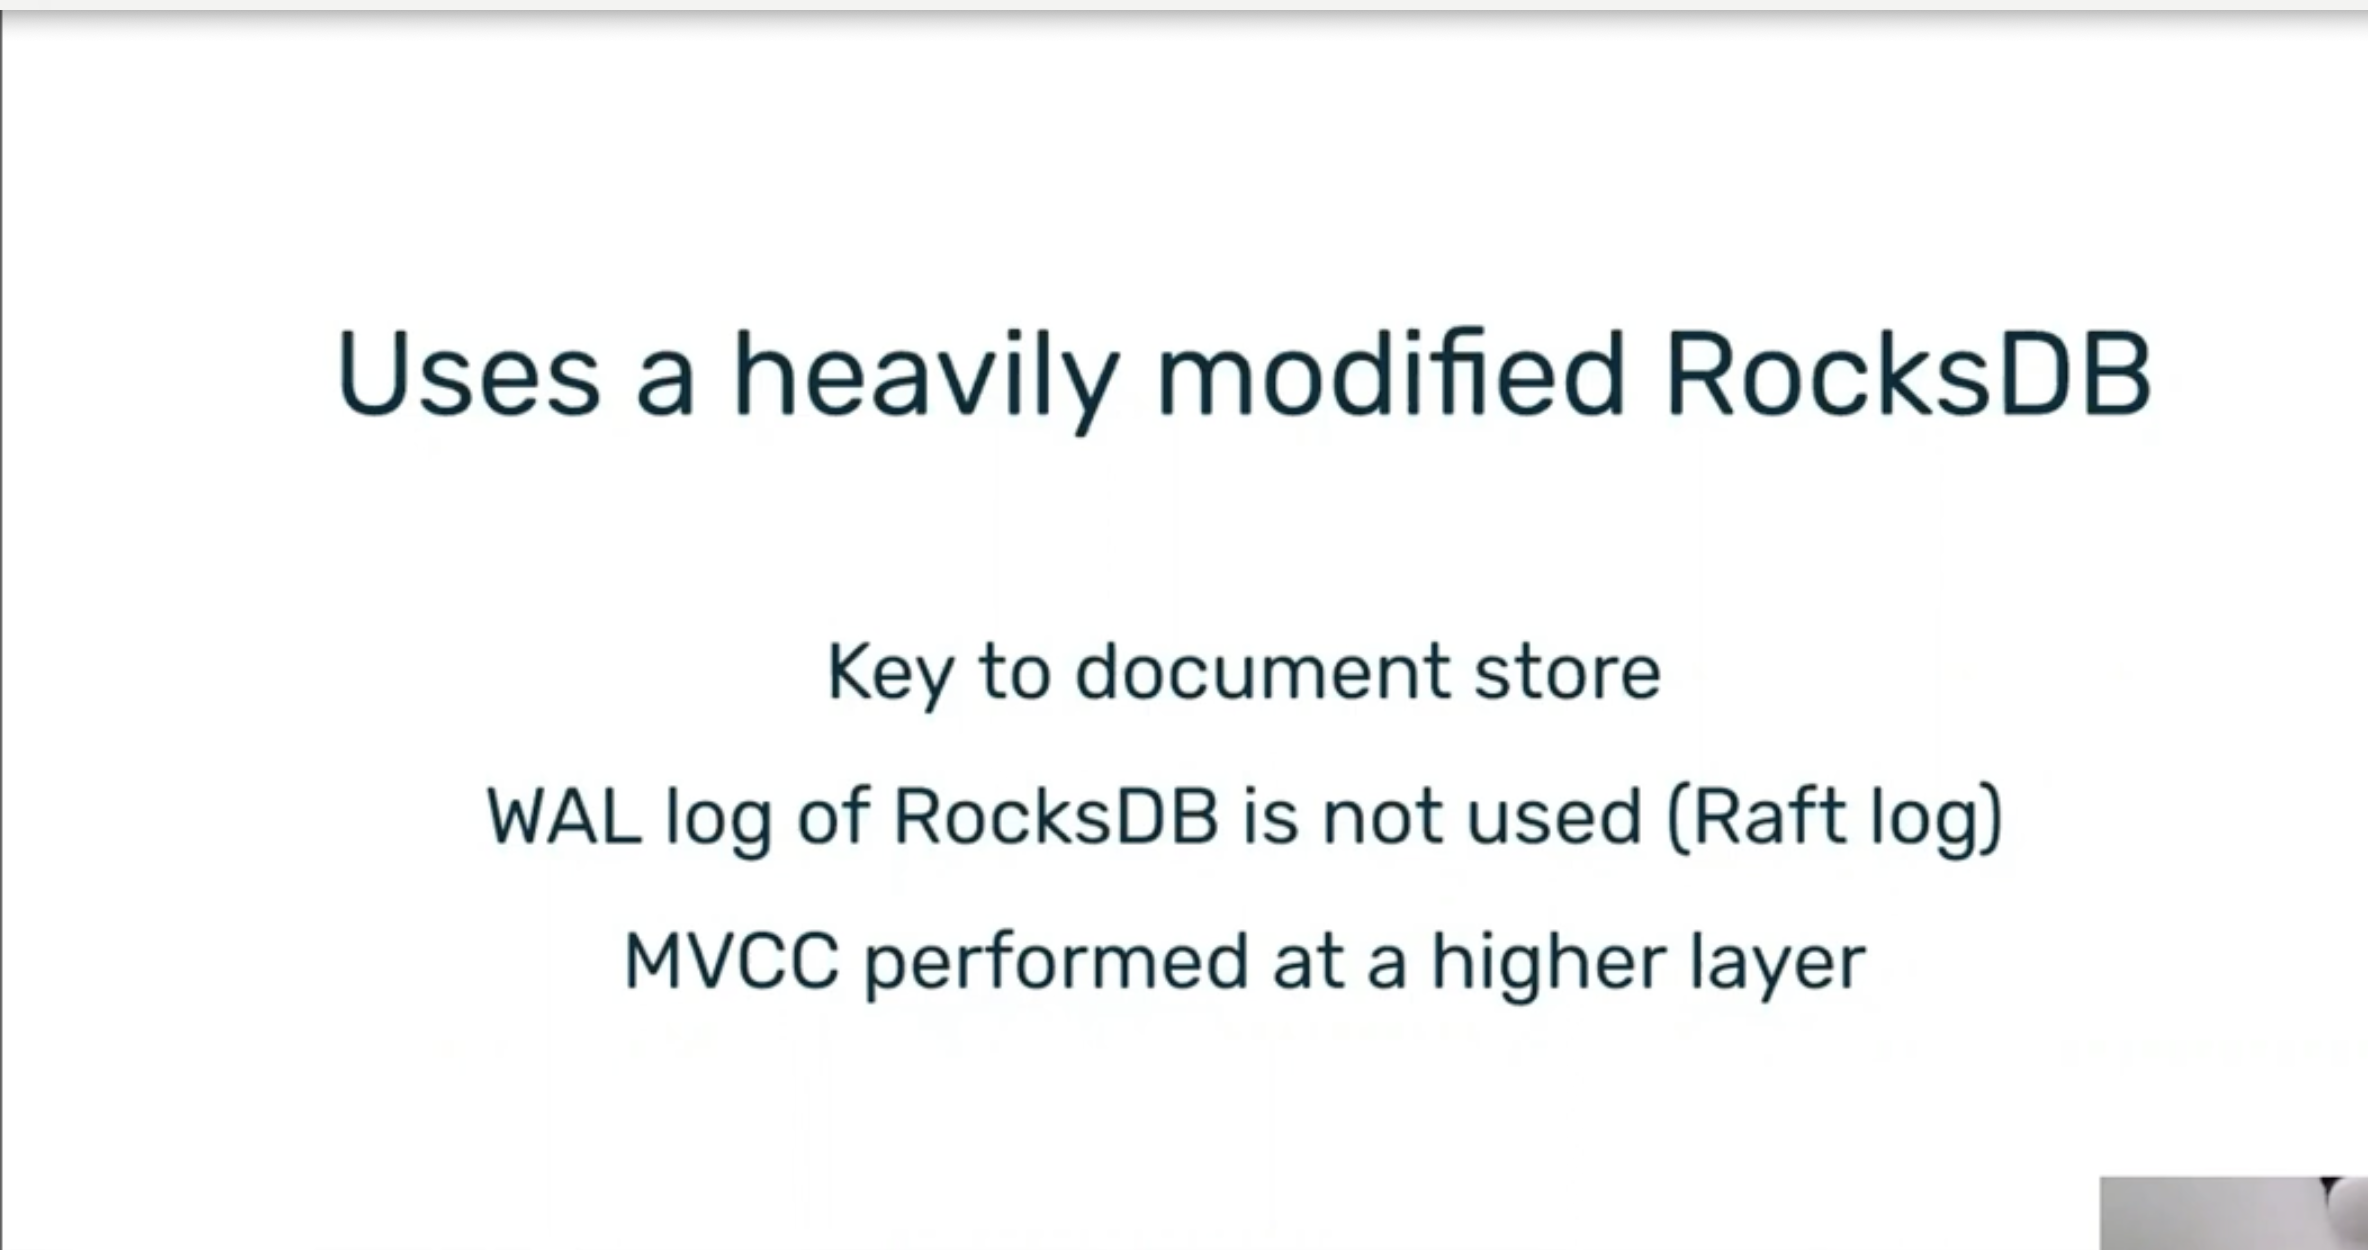 Uses a heavily modified RocksDB
Key to document store
WAL log of RocksDB is not used (Raft log)
MVCC performed at a higher layer